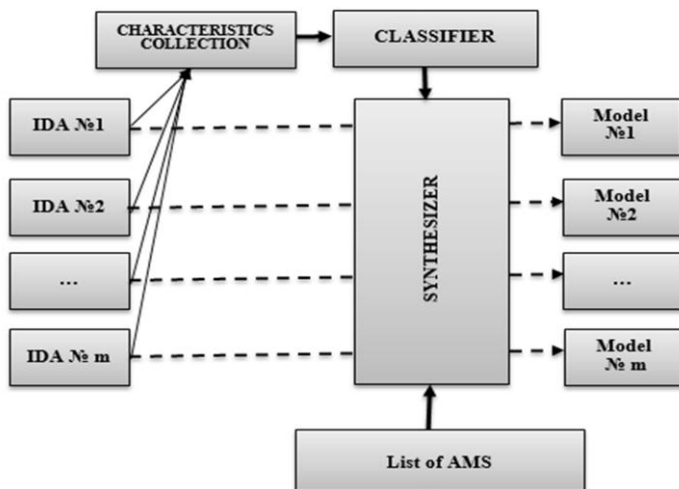 CHARACTERISTICS
COLLECTION
CLASSIFIER
IDA №1
IDA №2
...
IDA № m
SYNTHESIZER
Model
№1
Model
№2
...
Model
№ m
List of AMS